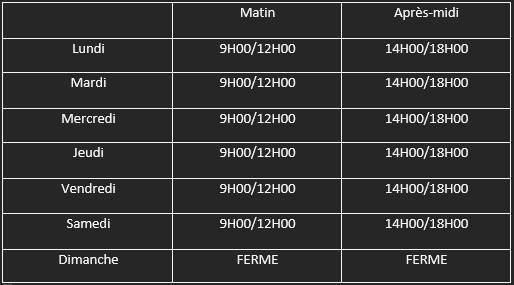 Matin Après-midi
Lundi 9H00/12H00 14H00/18H00
Mardi 9H00/12H00 14H00/18H00
Mercredi 9H00/12H00 14H00/18H00
Jeudi 9H00/12H00 14H00/18H00
Vendredi 9H00/12H00 14H00/18H00
Samedi 9H00/12H00 14H00/18H00
Dimanche FERME FERME